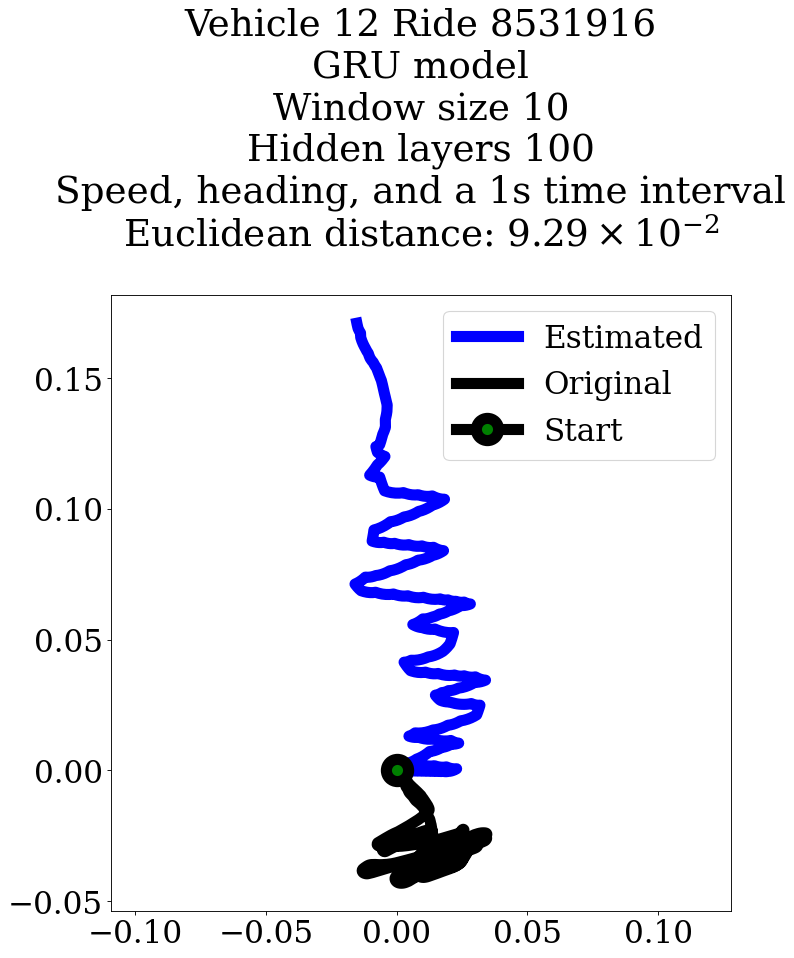 Vehicle 12 Ride 8531916
GRU model
Window size 10
Hidden layers 100
Speed, heading, and a 1s time interval
Euclidean distance: 9.29 × 10⁻²
Estimated
Original
Start
0.15
0.10
0.05
0.00
−0.05
−0.10 −0.05 0.00 0.05 0.10